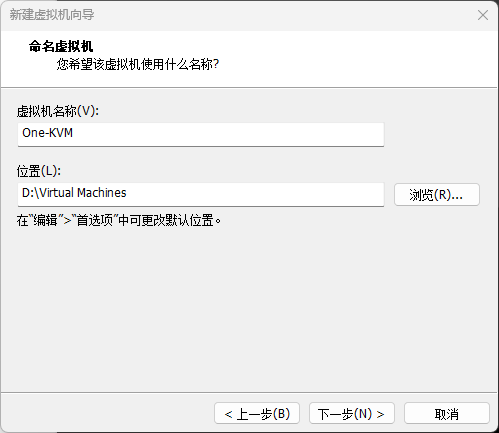 新建虚拟机向导
命名虚拟机
您希望该虚拟机使用什么名称?
虚拟机名称(V):
One-KVM
位置(L):
D:\Virtual Machines
浏览(R)...
在“编辑”>“首选项”中可更改默认位置。
< 上一步(B)
下一步(N) >
取消